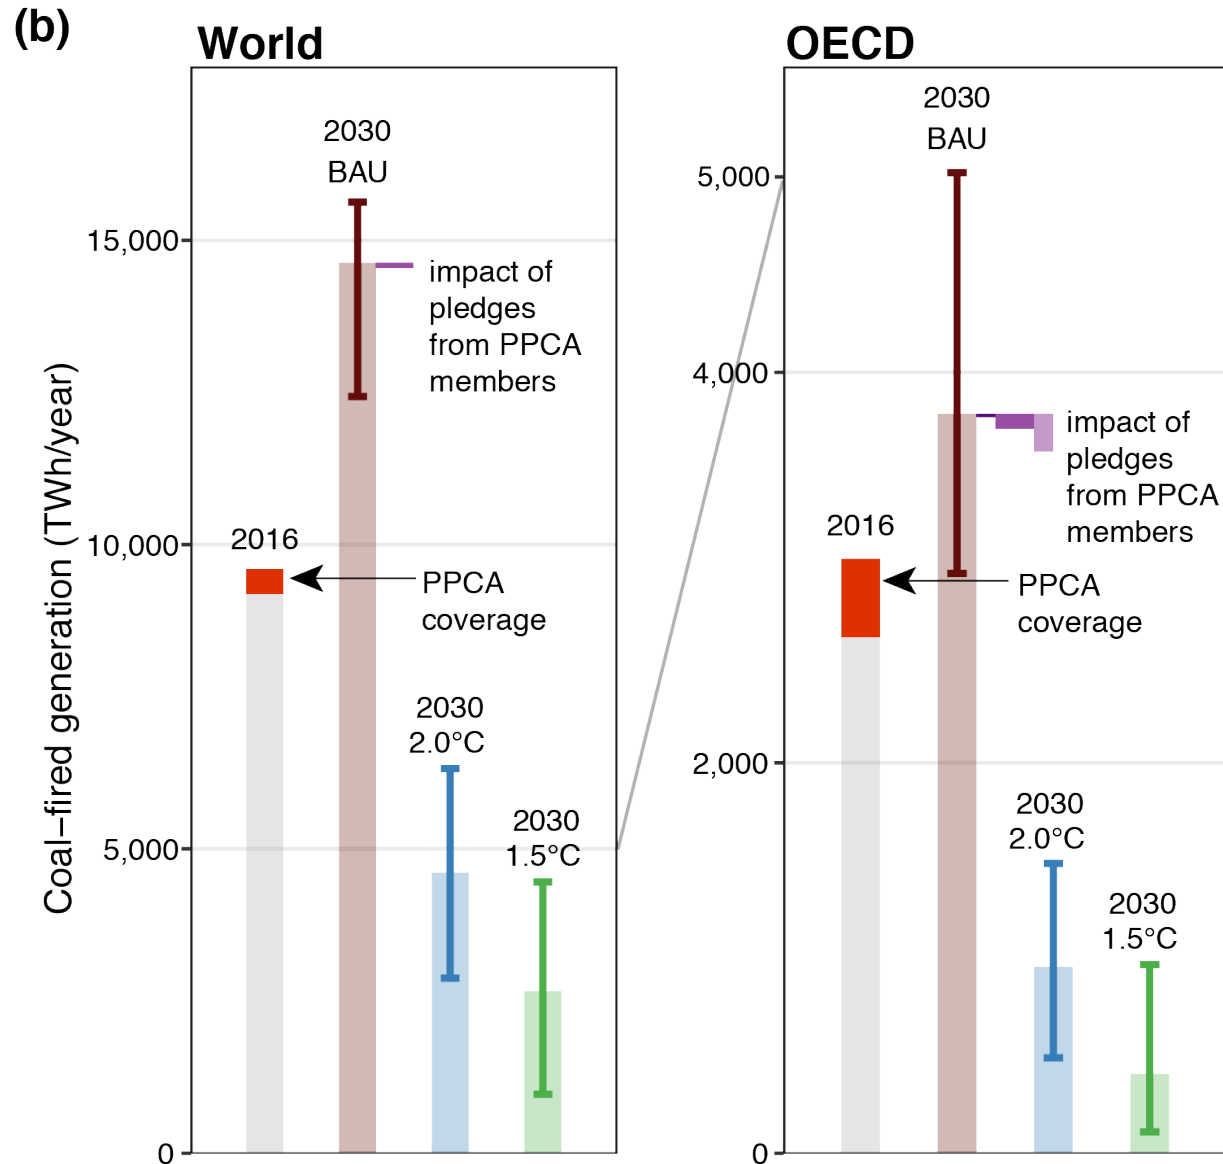 (b)
World
Coal–fired generation (TWh/year)
15,000
10,000
5,000
0
2030
BAU
impact of
pledges
from PPCA
members
2016
PPCA
coverage
2030
2.0°C
2030
1.5°C
OECD
5,000
4,000
2,000
0
2030
BAU
impact of
pledges
from PPCA
members
2016
PPCA
coverage
2030
2.0°C
2030
1.5°C